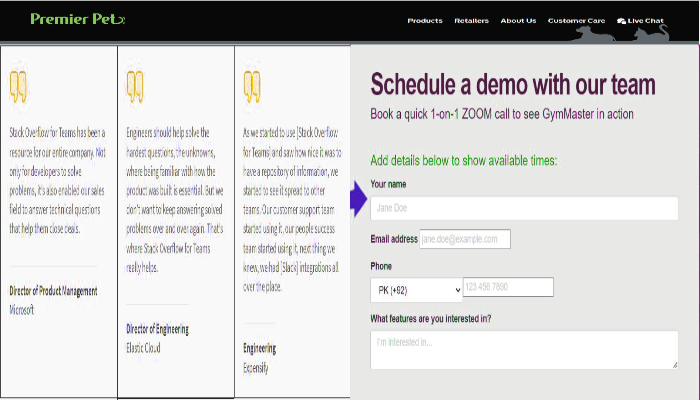 Premier Pet
Products Retailers About Us Customer Care Live Chat
Stack Overflow for Teams has been a
resource for our entire company. Not
only for developers to solve
problems, it's also enabled our sales
field to answer technical questions
that help them close deals.
Director of Product Management
Microsoft
Engineers should help solve the
hardest questions, the unknowns,
where being familiar with how the
product was built is essential. But we
don't want to keep answering solved
problems over and over again. That's
where Stack Overflow for Teams
really helps.
Director of Engineering
Elastic Cloud
As we started to use [Stack Overflow
for Teams] and saw how nice it was to
have a repository of information, we
started to see it spread to other
teams. Our customer support team
started using it, our people success
team started using it, next thing we
knew, we had [Slack] integrations all
over the place.
Engineering
Expensify
Schedule a demo with our team
Book a quick 1-on-1 ZOOM call to see GymMaster in action
Add details below to show available times:
Your name
Jane Doe
Email address jane.doe@example.com
Phone
PK (+92) 123 456 7890
What features are you interested in?
I'm interested in...